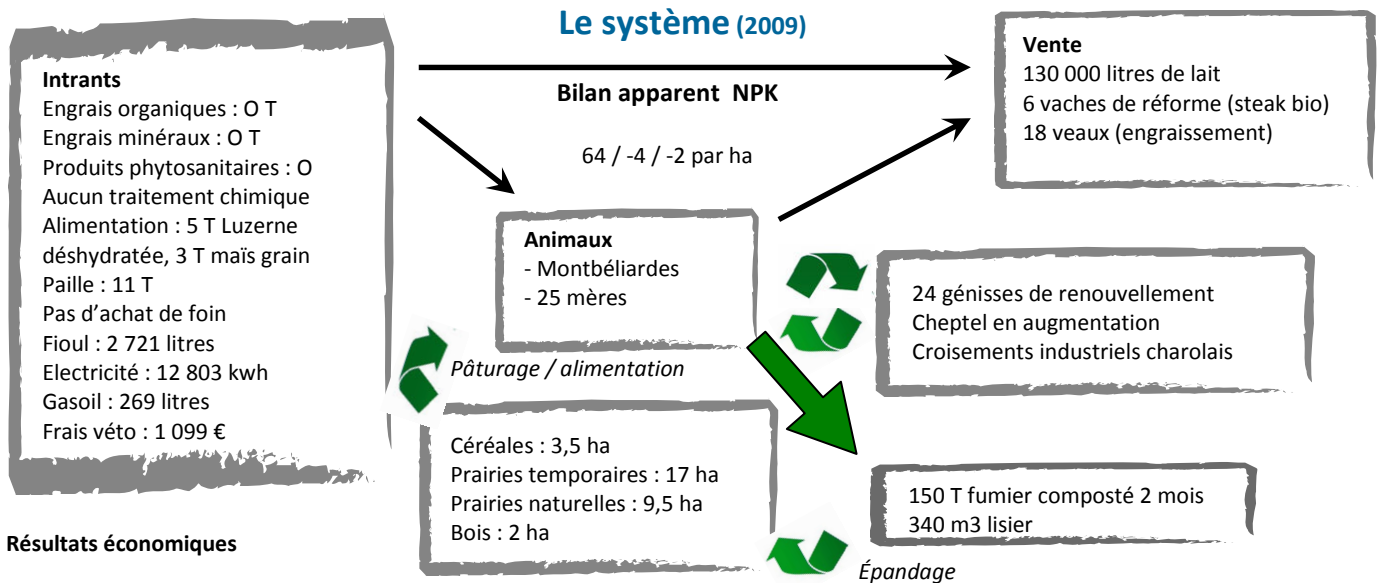 Le système (2009)
Intrants
Engrais organiques : O T
Engrais minéraux : O T
Produits phytosanitaires : O
Aucun traitement chimique
Alimentation : 5 T Luzerne
déshydratée, 3 T maïs grain
Paille : 11 T
Pas d’achat de foin
Fioul : 2 721 litres
Electricité : 12 803 kwh
Gasoil : 269 litres
Frais véto : 1 099 €
Bilan apparent NPK
64 / -4 / -2 par ha
Vente
130 000 litres de lait
6 vaches de réforme (steak bio)
18 veaux (engraissement)
Animaux
- Montbéliardes
- 25 mères
24 génisses de renouvellement
Cheptel en augmentation
Croisements industriels charolais
Pâturage / alimentation
Céréales : 3,5 ha
Prairies temporaires : 17 ha
Prairies naturelles : 9,5 ha
Bois : 2 ha
150 T fumier composté 2 mois
340 m3 lisier
Épandage
Résultats économiques